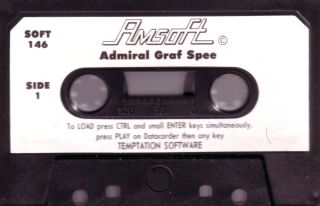 SOFT
146
Amsoft ©
Admiral Graf Spee
SIDE
1
100 50
To LOAD press CTRL and small ENTER keys simultaneously,
press PLAY on Datacorder then any key
TEMPTATION SOFTWARE